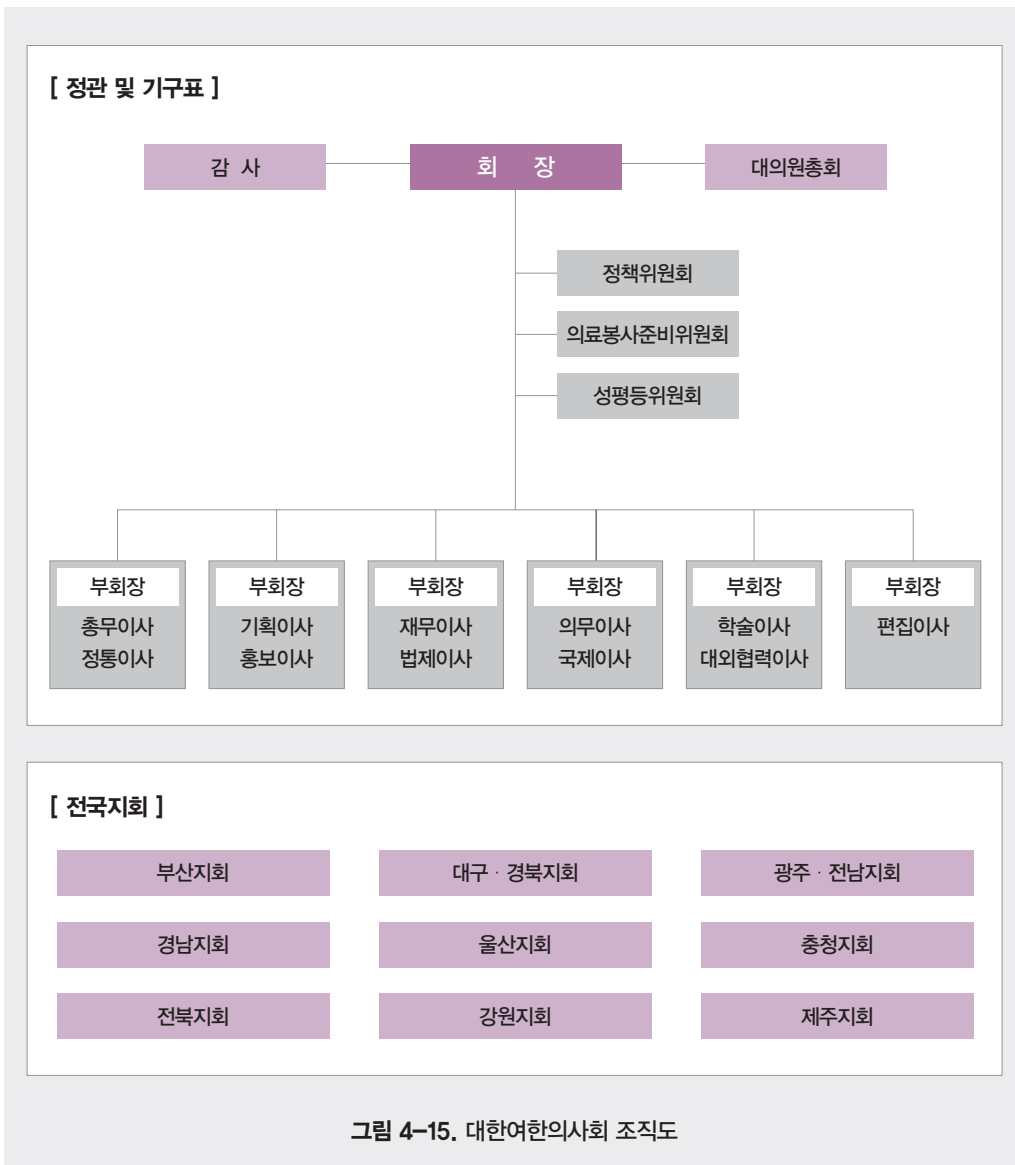 [ 정관 및 기구표 ]
감 사
회 장
대의원총회
정책위원회
의료봉사준비위원회
성평등위원회
부회장
총무이사
정통이사
부회장
기획이사
홍보이사
부회장
재무이사
법제이사
부회장
의무이사
국제이사
부회장
학술이사
대외협력이사
부회장
편집이사
[ 전국지회 ]
부산지회
대구 · 경북지회
광주 · 전남지회
경남지회
울산지회
충청지회
전북지회
강원지회
제주지회
그림 4-15. 대한여한의사회 조직도